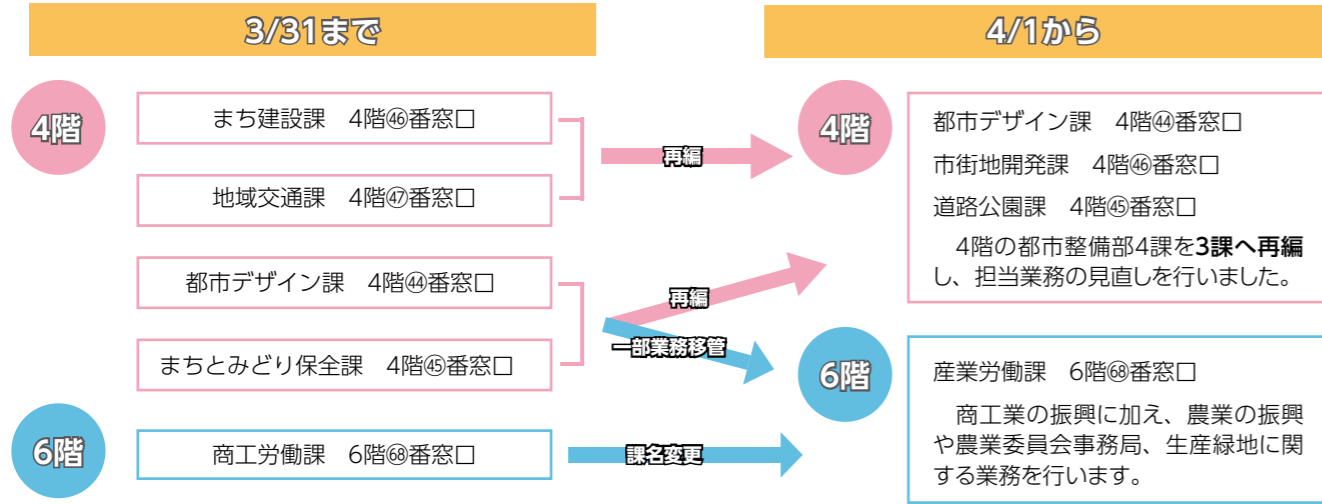 3/31まで
4階
まち建設課　4階㊻番窓口
地域交通課　4階㊼番窓口
都市デザイン課　4階㊹番窓口
まちとみどり保全課　4階㊺番窓口
6階
商工労働課　6階68番窓口
再編
再編
一部業務移管
課名変更
4/1から
4階
都市デザイン課　4階㊹番窓口
市街地開発課　4階㊻番窓口
道路公園課　4階㊺番窓口
　4階の都市整備部4課を3課へ再編
し、担当業務の見直しを行いました。
6階
産業労働課　6階68番窓口
　商工業の振興に加え、農業の振興
や農業委員会事務局、生産緑地に関
する業務を行います。